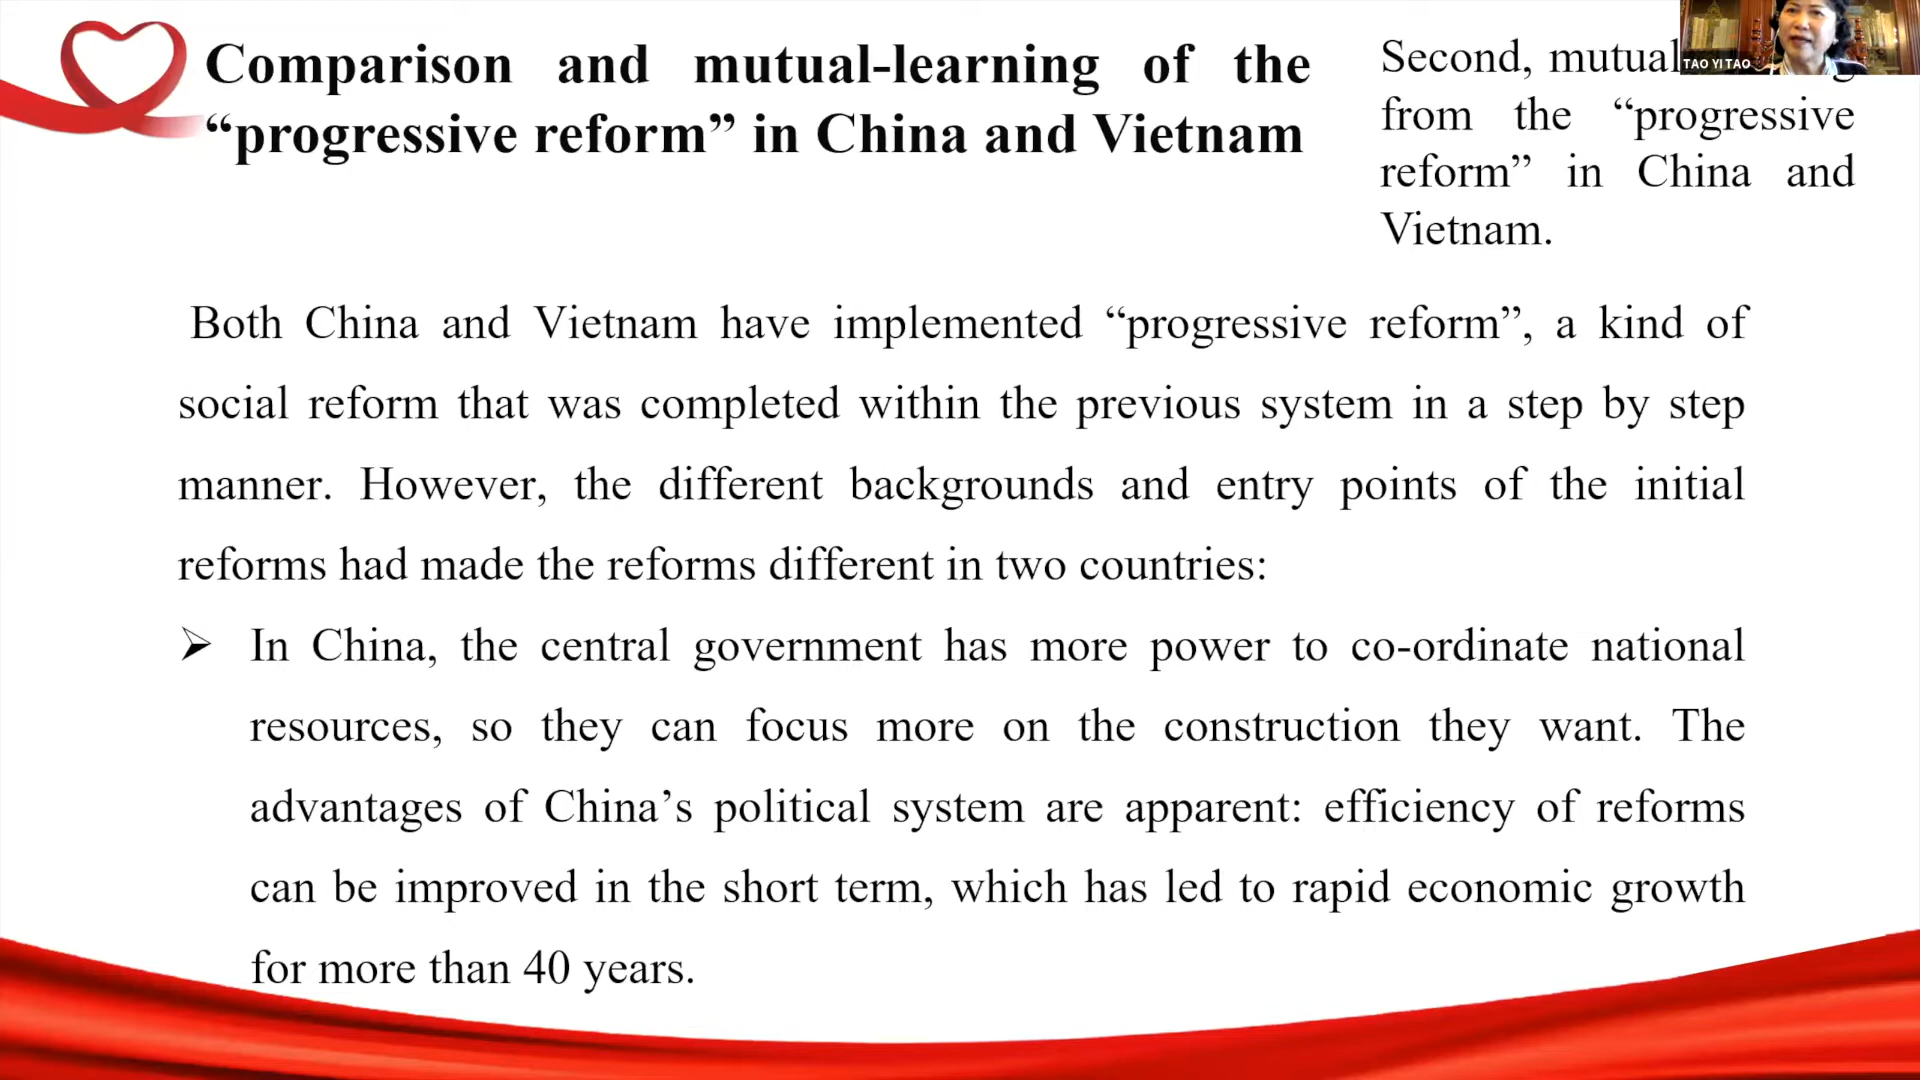 Comparison and mutual-learning of the
“progressive reform” in China and Vietnam
Second, mutual
from the “progressive
reform” in China and
Vietnam.
TAO YITAO
Both China and Vietnam have implemented “progressive reform”, a kind of
social reform that was completed within the previous system in a step by step
manner. However, the different backgrounds and entry points of the initial
reforms had made the reforms different in two countries:
➢ In China, the central government has more power to co-ordinate national
resources, so they can focus more on the construction they want. The
advantages of China’s political system are apparent: efficiency of reforms
can be improved in the short term, which has led to rapid economic growth
for more than 40 years.